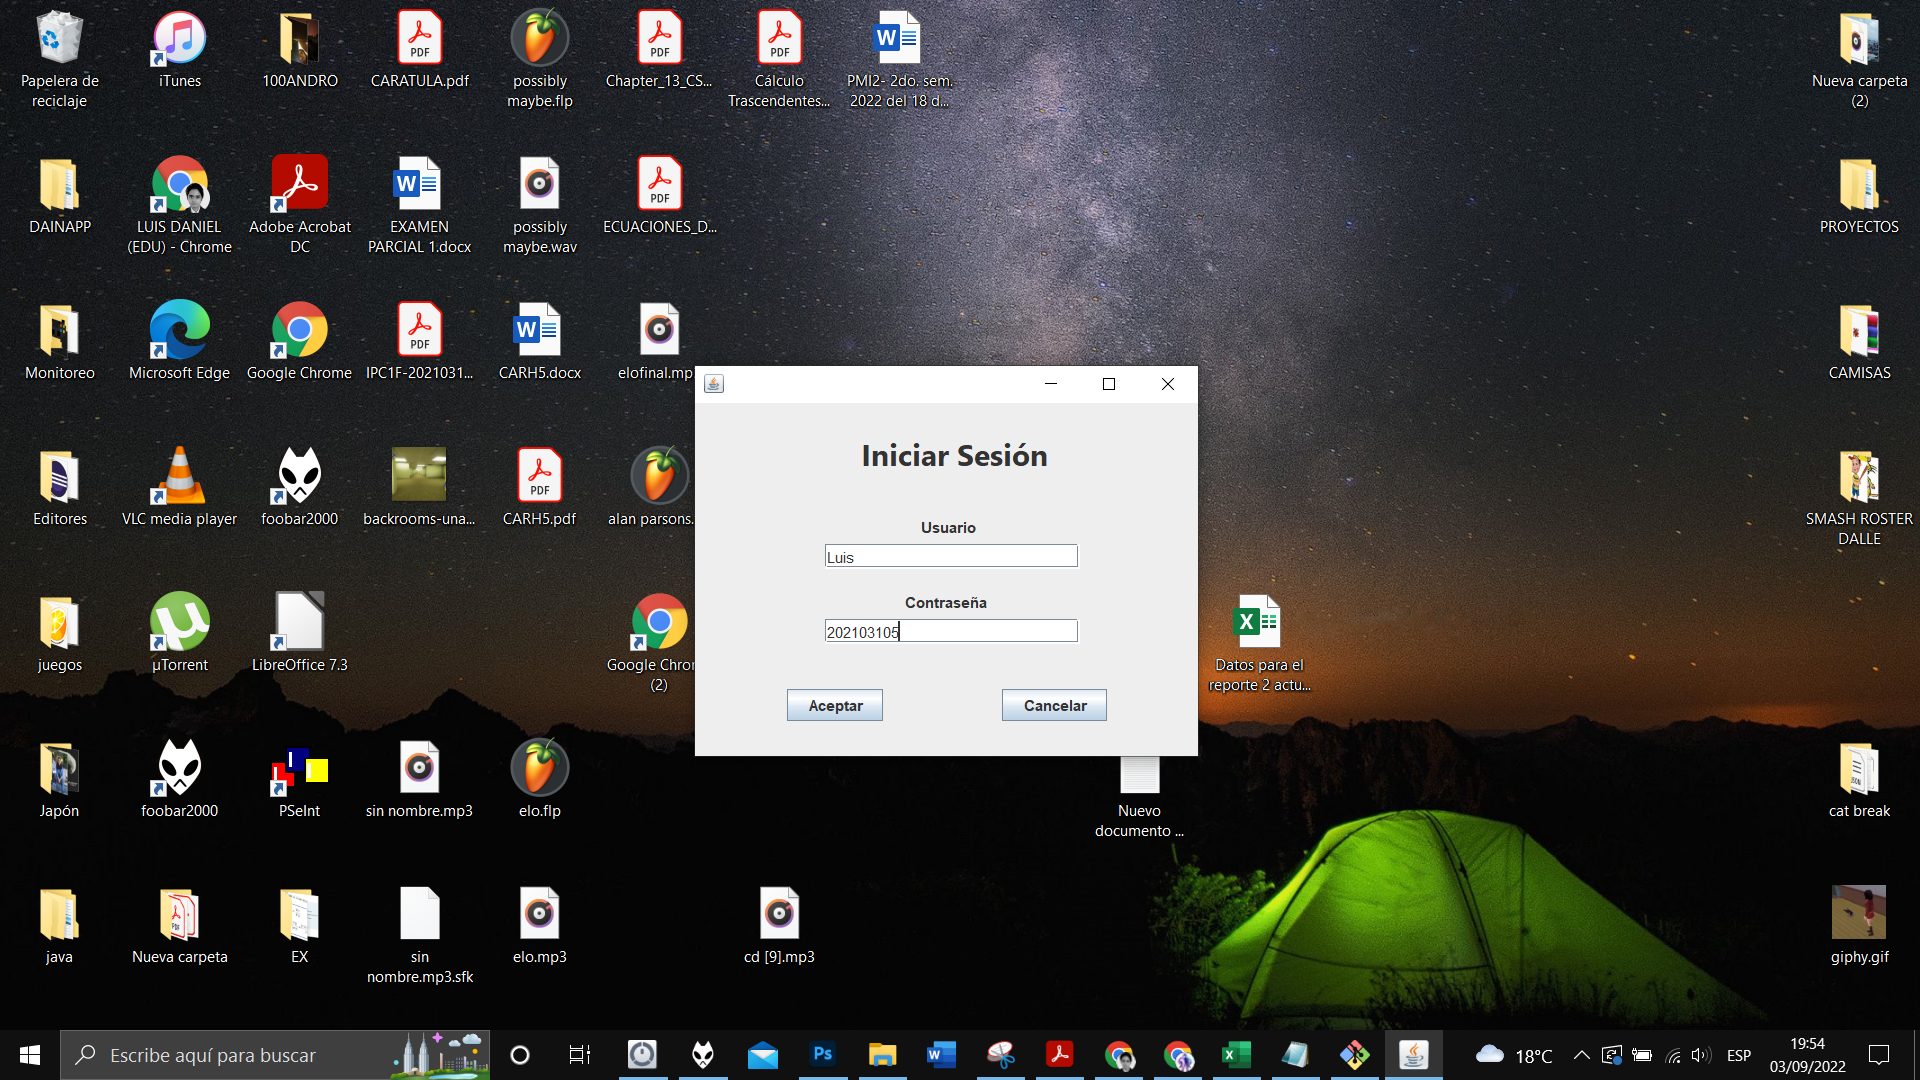 Papelera de
reciclaje
iTunes
100ANDRO
CARATULA.pdf
possibly
maybe.flp
Chapter_13_CS...
Cálculo
Trascendentes...
PMI2- 2do. sem.
2022 del 18 d...
Nueva carpeta
(2)
DAINAPP
LUIS DANIEL
(EDU) - Chrome
Adobe Acrobat
DC
EXAMEN
PARCIAL 1.docx
possibly
maybe.wav
ECUACIONES_D...
PROYECTOS
Monitoreo
Microsoft Edge
Google Chrome
IPC1F-2021031...
CARH5.docx
elofinal.mp
CAMISAS
Editores
VLC media player
foobar2000
backrooms-una...
CARH5.pdf
alan parsons.
SMASH ROSTER
DALLE
juegos
µTorrent
LibreOffice 7.3
Google Chror
(2)
Datos para el
reporte 2 actu...
Japón
foobar2000
PSeInt
sin nombre.mp3
elo.flp
Nuevo
documento ...
cat break
java
Nueva carpeta
EX
sin
nombre.mp3.sfk
elo.mp3
cd [9].mp3
giphy.gif
Iniciar Sesión
Usuario
Luis
Contraseña
202103105
Aceptar
Cancelar
Escribe aquí para buscar
18°C
ESP
19:54
03/09/2022